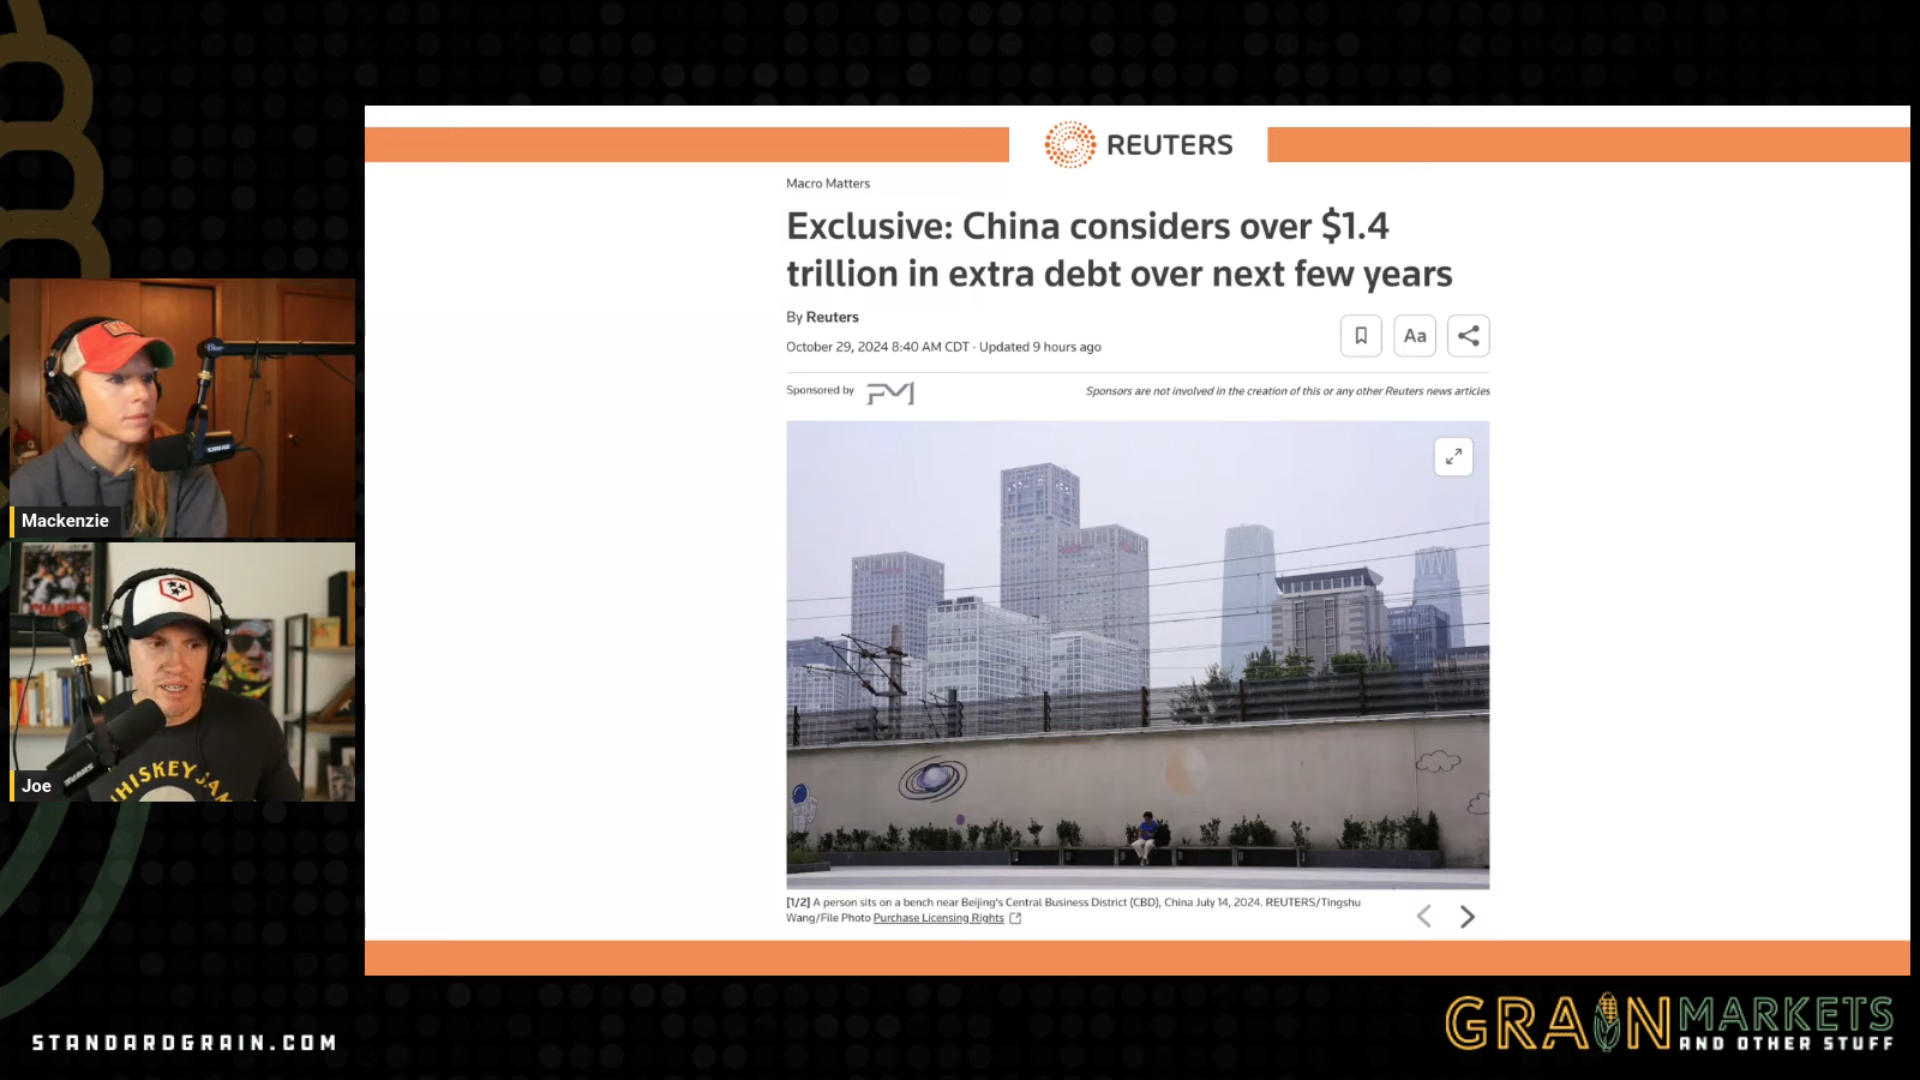 REUTERS
Macro Matters
Exclusive: China considers over $1.4
trillion in extra debt over next few years
By Reuters
October 29, 2024 8:40 AM CDT · Updated 9 hours ago
Aa
Sponsored by
Sponsors are not involved in the creation of this or any other Reuters news articles
[1/2] A person sits on a bench near Beijing's Central Business District (CBD), China July 14, 2024. REUTERS/Tingshu
Wang/File Photo Purchase Licensing Rights
Mackenzie
Joe
STANDARDGRAIN.COM
GRAIN MARKETS
AND OTHER STUFF